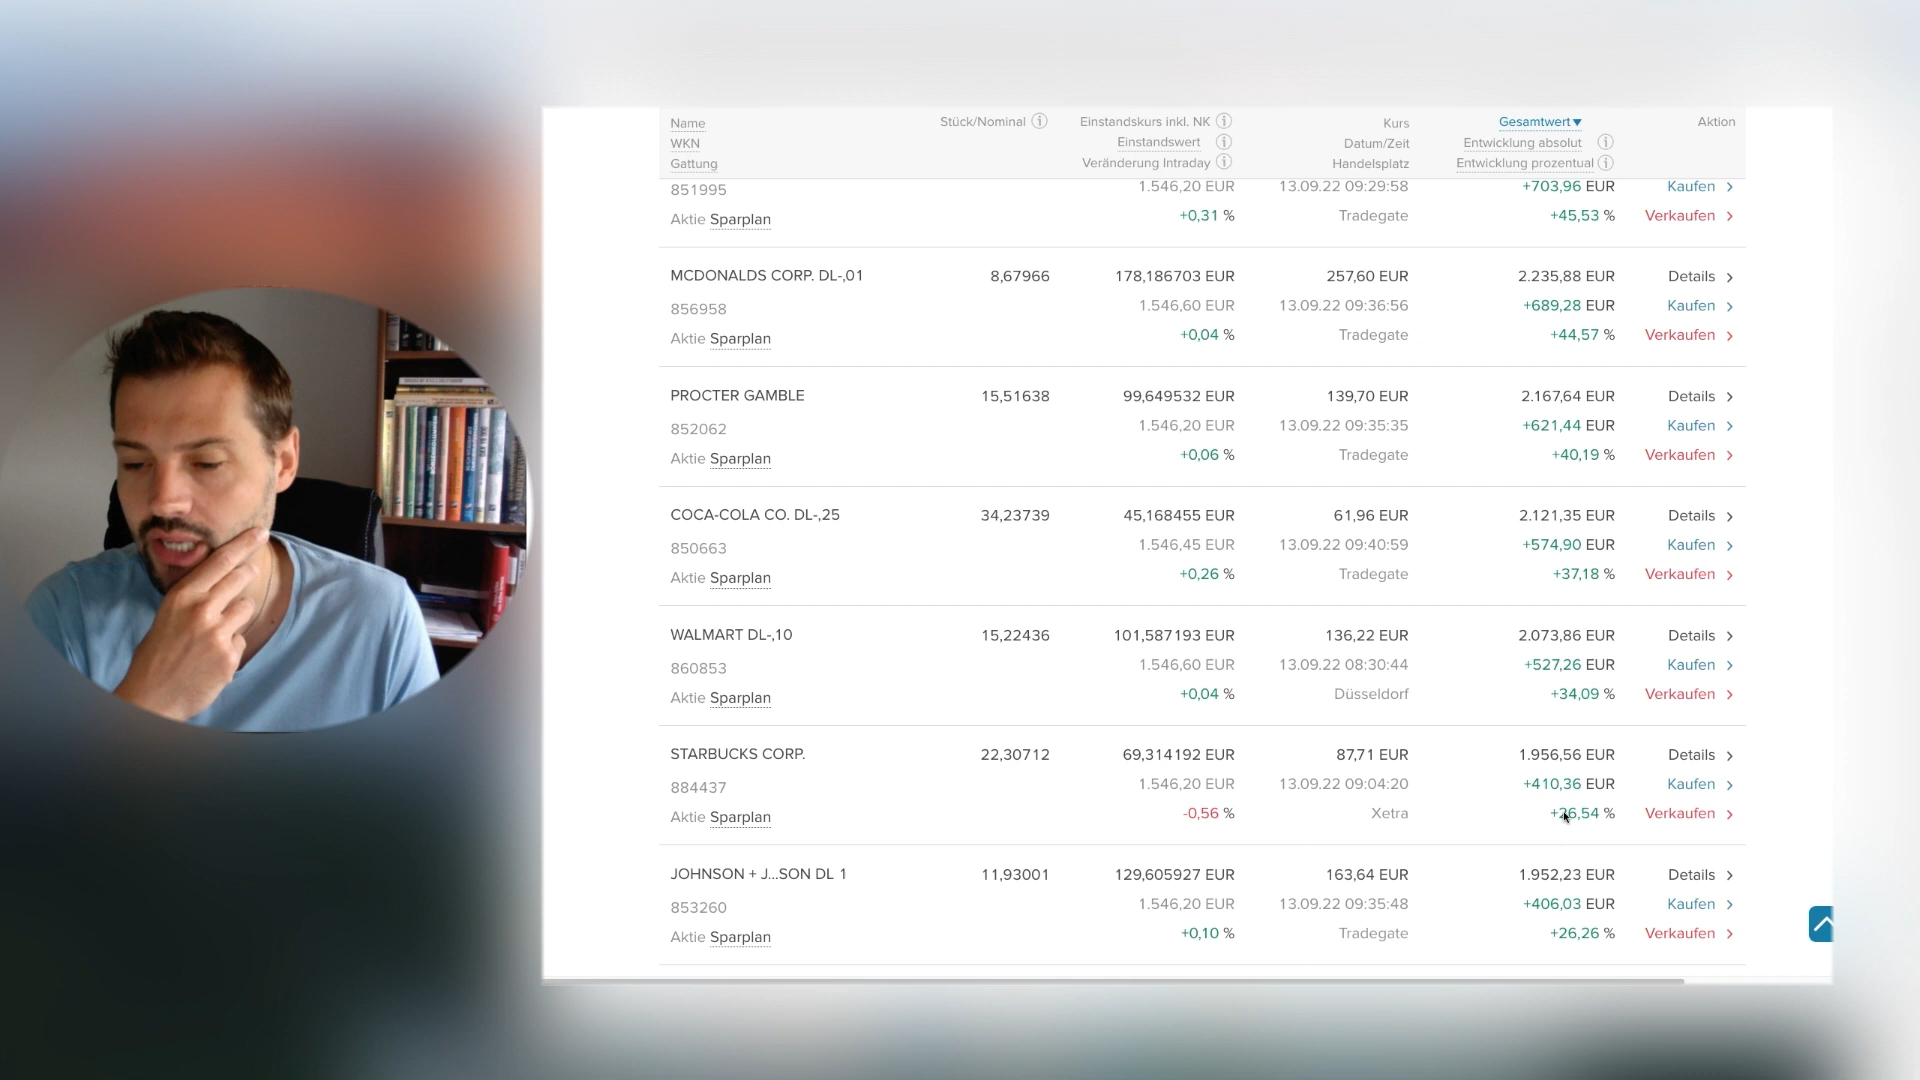 Name Stück/Nominal Einstandskurs inkl. NK Kurs Gesamtwert Aktion
WKN Einstandswert Datum/Zeit Entwicklung absolut
Gattung Veränderung Intraday Handelsplatz Entwicklung prozentual
851995 1.546,20 EUR 13.09.22 09:29:58 +703,96 EUR Kaufen
Aktie Sparplan +0,31 % Tradegate +45,53 % Verkaufen
MCDONALDS CORP. DL-,01 8,67966 178,186703 EUR 257,60 EUR 2.235,88 EUR Details
856958 1.546,60 EUR 13.09.22 09:36:56 +689,28 EUR Kaufen
Aktie Sparplan +0,04 % Tradegate +44,57 % Verkaufen
PROCTER GAMBLE 15,51638 99,649532 EUR 139,70 EUR 2.167,64 EUR Details
852062 1.546,20 EUR 13.09.22 09:35:35 +621,44 EUR Kaufen
Aktie Sparplan +0,06 % Tradegate +40,19 % Verkaufen
COCA-COLA CO. DL-,25 34,23739 45,168455 EUR 61,96 EUR 2.121,35 EUR Details
850663 1.546,45 EUR 13.09.22 09:40:59 +574,90 EUR Kaufen
Aktie Sparplan +0,26 % Tradegate +37,18 % Verkaufen
WALMART DL-,10 15,22436 101,587193 EUR 136,22 EUR 2.073,86 EUR Details
860853 1.546,60 EUR 13.09.22 08:30:44 +527,26 EUR Kaufen
Aktie Sparplan +0,04 % Düsseldorf +34,09 % Verkaufen
STARBUCKS CORP. 22,30712 69,314192 EUR 87,71 EUR 1.956,56 EUR Details
884437 1.546,20 EUR 13.09.22 09:04:20 +410,36 EUR Kaufen
Aktie Sparplan -0,56 % Xetra +26,54 % Verkaufen
JOHNSON + J...SON DL 1 11,93001 129,605927 EUR 163,64 EUR 1.952,23 EUR Details
853260 1.546,20 EUR 13.09.22 09:35:48 +406,03 EUR Kaufen
Aktie Sparplan +0,10 % Tradegate +26,26 % Verkaufen